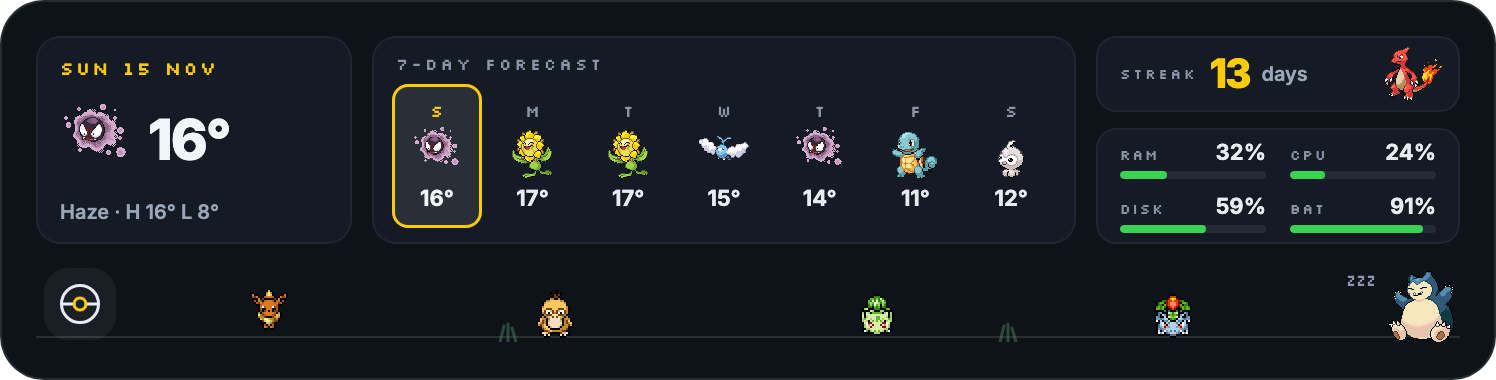 SUN 15 NOV
16°
Haze · H 16° L 8°
7-DAY FORECAST
S M T W T F S
16° 17° 17° 15° 14° 11° 12°
STREAK 13 days
RAM 32% CPU 24%
DISK 59% BAT 91%
zzz